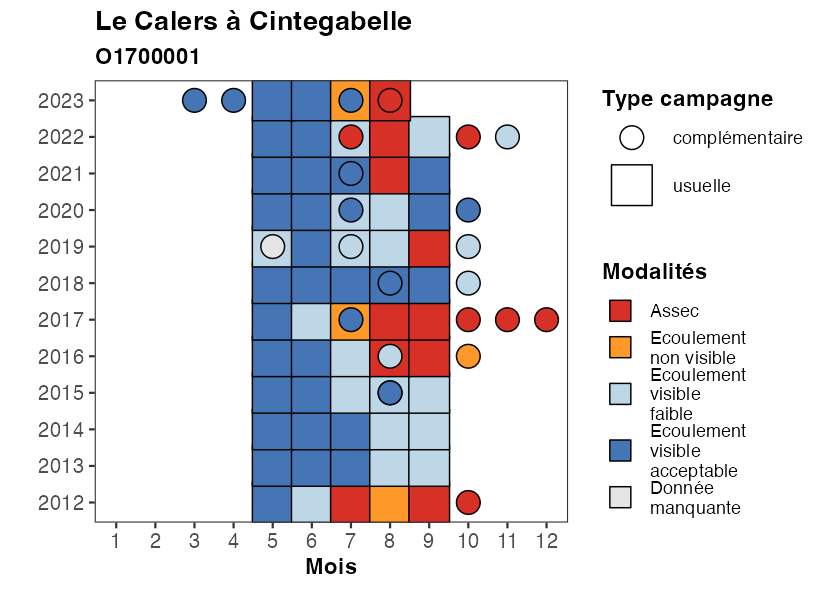 Le Calers à Cintegabelle
O1700001
2023
2022
2021
2020
2019
2018
2017
2016
2015
2014
2013
2012
1 2 3 4 5 6 7 8 9 10 11 12
Mois
Type campagne
complémentaire
usuelle
Modalités
Assec
Ecoulement
non visible
Ecoulement
visible
faible
Ecoulement
visible
acceptable
Donnée
manquante